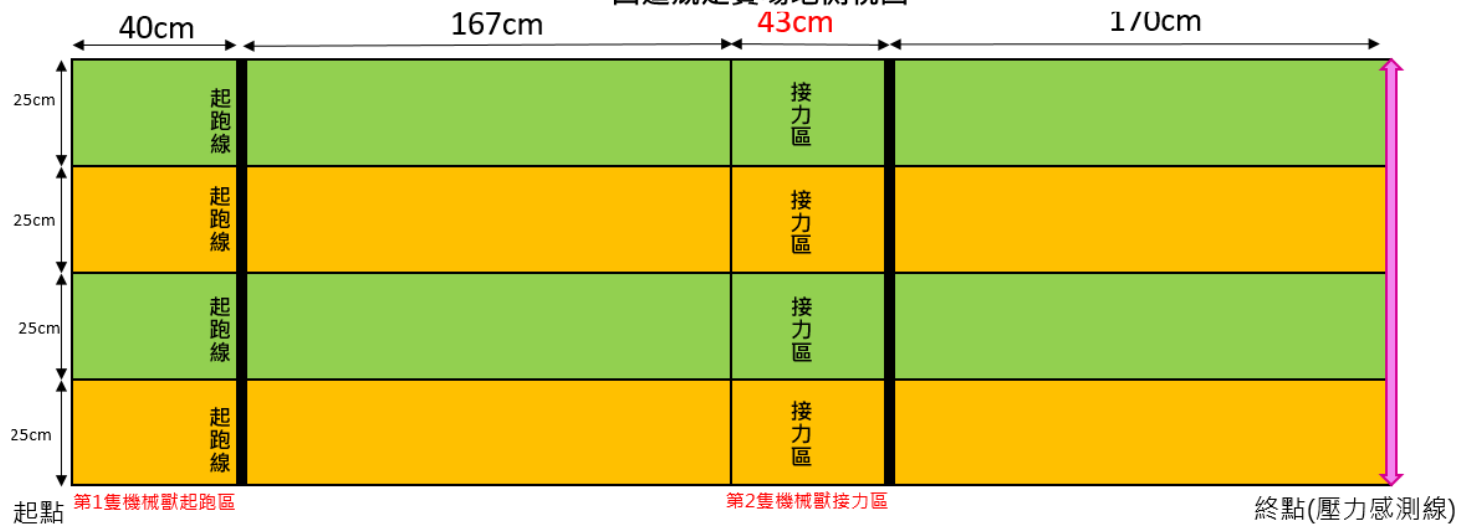 40cm 167cm 43cm 170cm
25cm 起跑線 接力區
25cm 起跑線 接力區
25cm 起跑線 接力區
25cm 起跑線 接力區
起點 第1隻機械獸起跑區 第2隻機械獸接力區 終點(壓力感測線)